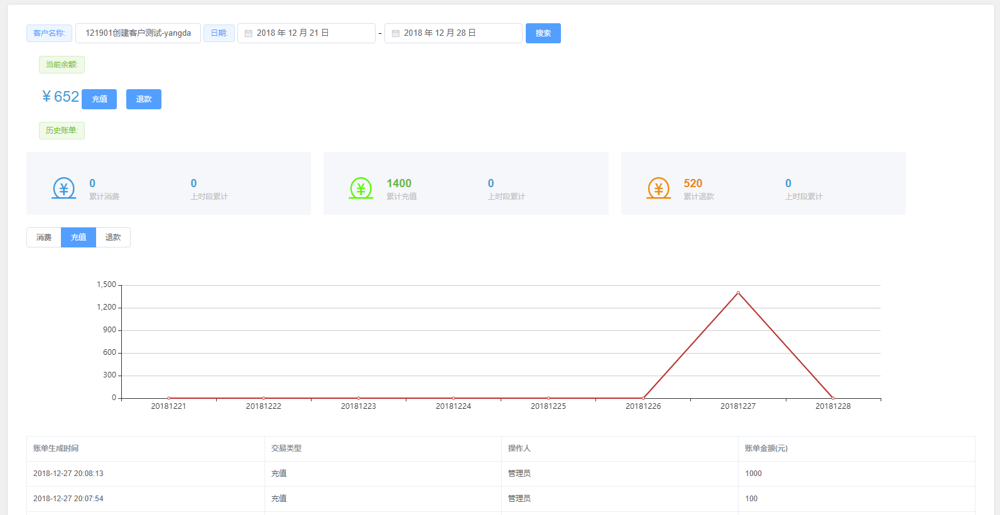 客户名称: 121901创建客户测试-yangda 日期: 2018 年 12 月 21 日 - 2018 年 12 月 28 日 搜索
当前余额:
¥ 652 充值 退款
历史账单:
0 0 1400 0 520 0
累计消费 上时段累计 累计充值 上时段累计 累计退款 上时段累计
消费 充值 退款
1,500
1,200
900
600
300
0
20181221 20181222 20181223 20181224 20181225 20181226 20181227 20181228
账单生成时间 交易类型 操作人 账单金额(元)
2018-12-27 20:08:13 充值 管理员 1000
2018-12-27 20:07:54 充值 管理员 100